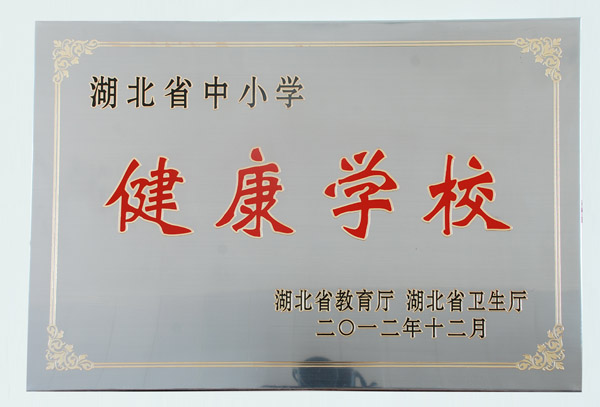 湖北省中小学
健康学校
湖北省教育厅 湖北省卫生厅
二〇一二年十二月